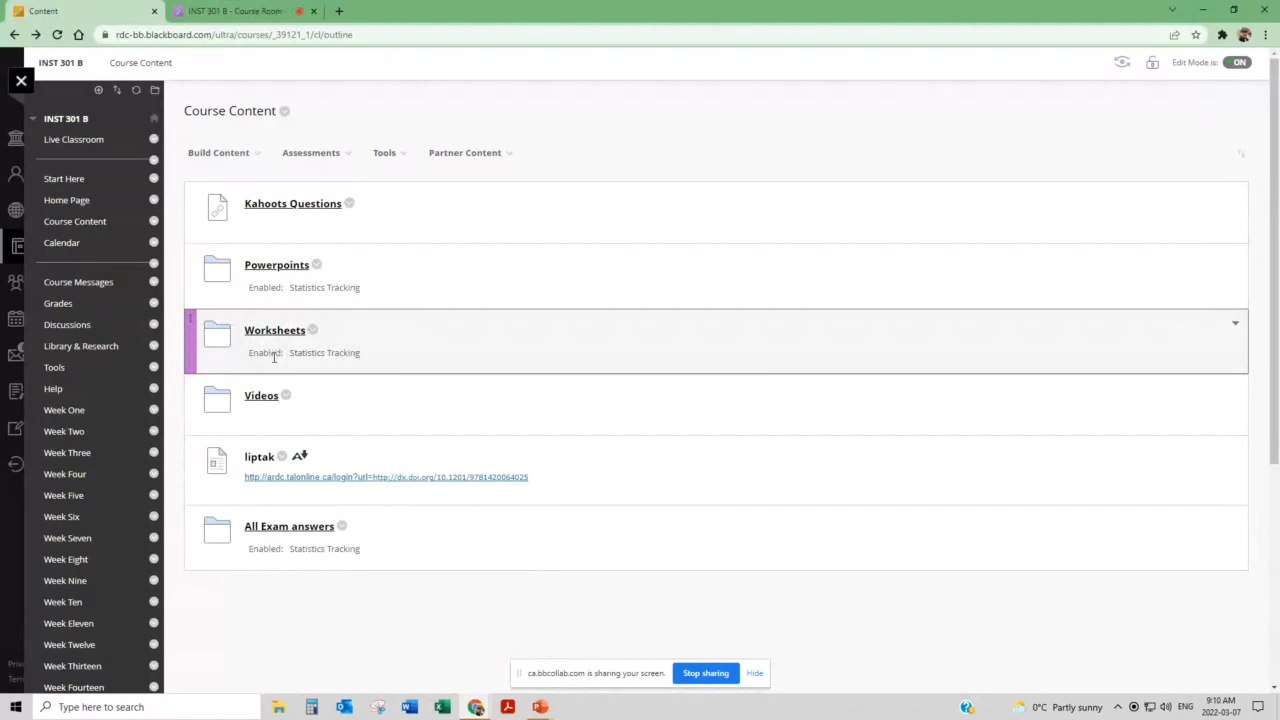 Content
INST 301 B - Course Room
rdc-bb.blackboard.com/ultra/courses/_39121_1/cl/outline
INST 301 B
Course Content
Edit Mode is:
ON
INST 301 B
Live Classroom
Start Here
Home Page
Course Content
Calendar
Course Messages
Grades
Discussions
Library & Research
Tools
Help
Week One
Week Two
Week Three
Week Four
Week Five
Week Six
Week Seven
Week Eight
Week Nine
Week Ten
Week Eleven
Week Twelve
Week Thirteen
Week Fourteen
Course Content
Build Content
Assessments
Tools
Partner Content
Kahoots Questions
Powerpoints
Enabled: Statistics Tracking
Worksheets
Enabled: Statistics Tracking
Videos
liptak
http://ardc.talonline.ca/login?url=http://dx.doi.org/10.1201/9781420064025
All Exam answers
Enabled: Statistics Tracking
ca.bbcollab.com is sharing your screen.
Stop sharing
Hide
Type here to search
0°C Partly sunny
ENG
9:10 AM
2022-03-07